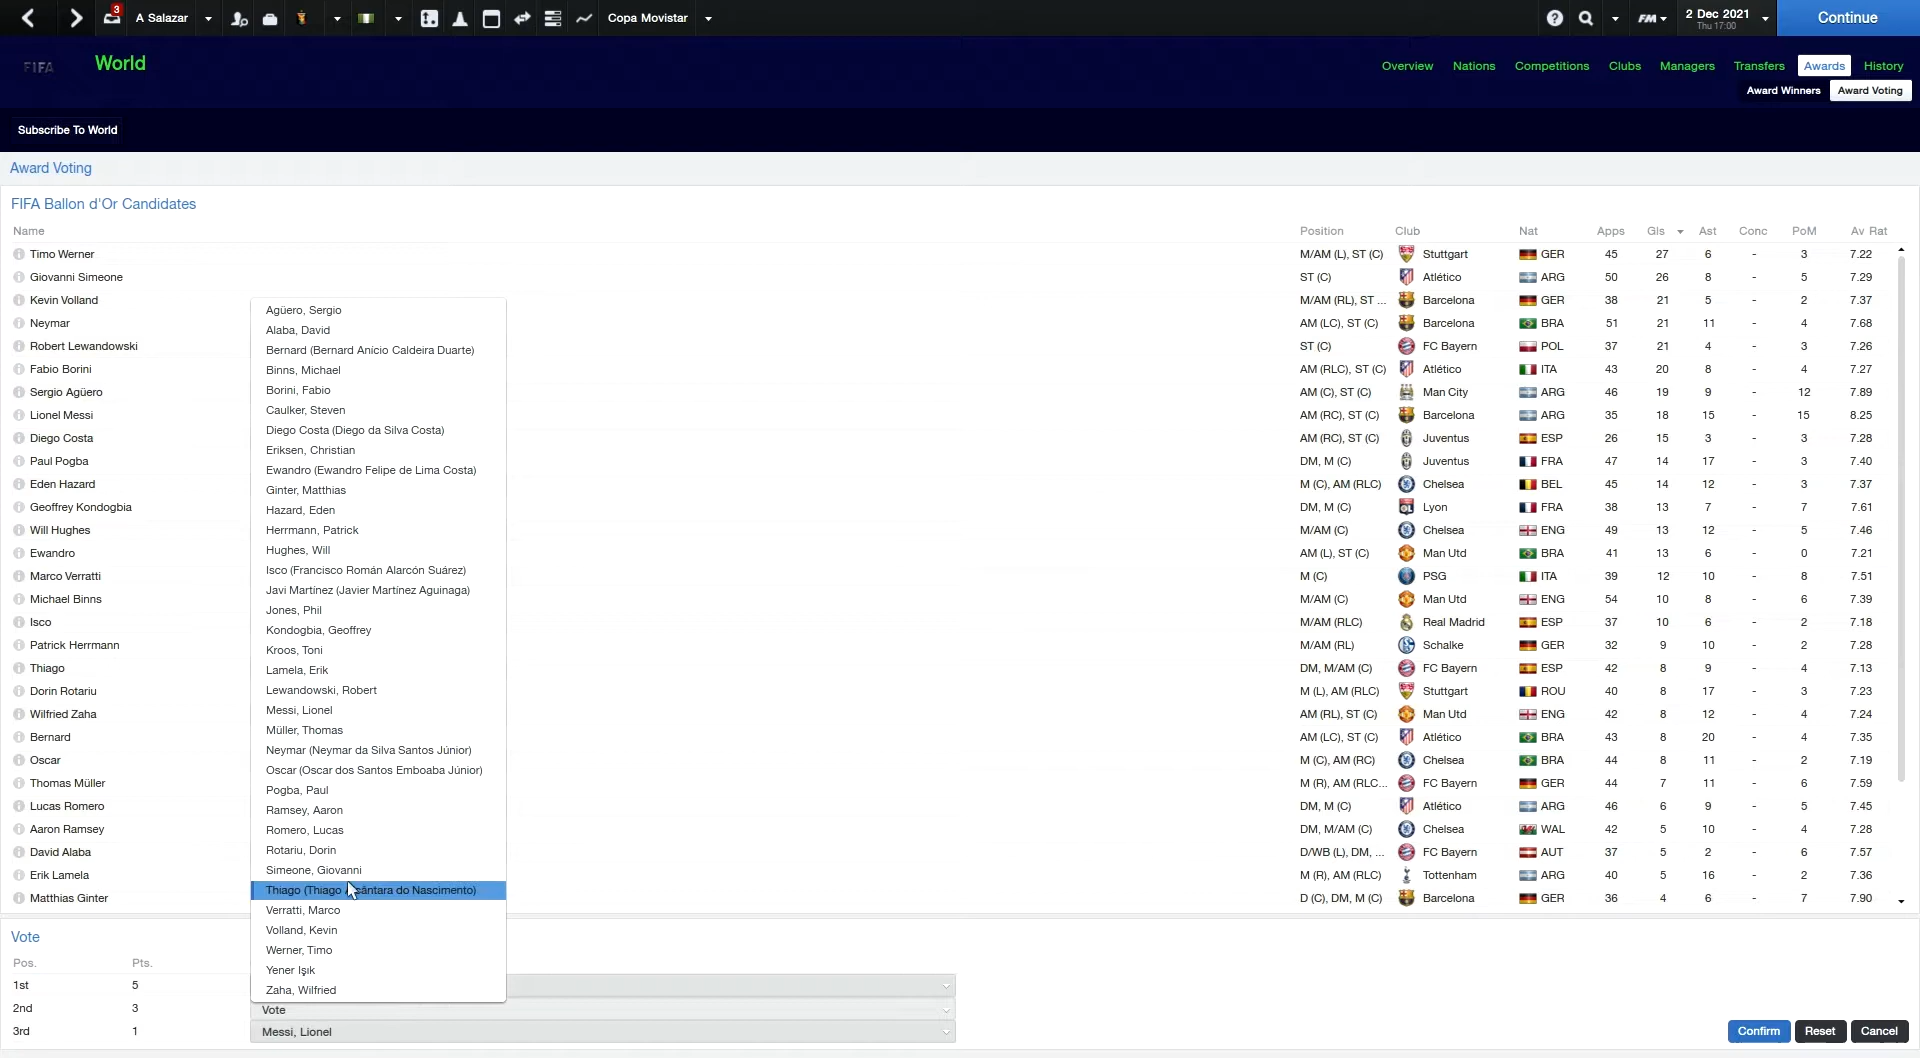 3
A Salazar
Copa Movistar
FM
2 Dec 2021
Thu 17:00
Continue
FIFA
World
Overview Nations Competitions Clubs Managers Transfers Awards History
Award Winners Award Voting
Subscribe To World
Award Voting
FIFA Ballon d'Or Candidates
Name Position Club Nat Apps Gls Ast Conc PoM Av Rat
Timo Werner M/AM (L), ST (C) Stuttgart GER 45 27 6 - 3 7.22
Giovanni Simeone ST (C) Atlético ARG 50 26 8 - 5 7.29
Kevin Volland M/AM (RL), ST ... Barcelona GER 38 21 5 - 2 7.37
Neymar AM (LC), ST (C) Barcelona BRA 51 21 11 - 4 7.68
Robert Lewandowski ST (C) FC Bayern POL 37 21 4 - 3 7.26
Fabio Borini AM (RLC), ST (C) Atlético ITA 43 20 8 - 4 7.27
Sergio Agüero AM (C), ST (C) Man City ARG 46 19 9 - 12 7.89
Lionel Messi AM (RC), ST (C) Barcelona ARG 35 18 15 - 15 8.25
Diego Costa AM (RC), ST (C) Juventus ESP 26 15 3 - 3 7.28
Paul Pogba DM, M (C) Juventus FRA 47 14 17 - 3 7.40
Eden Hazard M (C), AM (RLC) Chelsea BEL 45 14 12 - 3 7.37
Geoffrey Kondogbia DM, M (C) Lyon FRA 38 13 7 - 7 7.61
Will Hughes M/AM (C) Chelsea ENG 49 13 12 - 5 7.46
Ewandro AM (L), ST (C) Man Utd BRA 41 13 6 - 0 7.21
Marco Verratti M (C) PSG ITA 39 12 10 - 8 7.51
Michael Binns M/AM (C) Man Utd ENG 54 10 8 - 6 7.39
Isco M/AM (RLC) Real Madrid ESP 37 10 6 - 2 7.18
Patrick Herrmann M/AM (RL) Schalke GER 32 9 10 - 2 7.28
Thiago DM, M/AM (C) FC Bayern ESP 42 8 9 - 4 7.13
Dorin Rotariu M (L), AM (RLC) Stuttgart ROU 40 8 17 - 3 7.23
Wilfried Zaha AM (RL), ST (C) Man Utd ENG 42 8 12 - 4 7.24
Bernard AM (LC), ST (C) Atlético BRA 43 8 20 - 4 7.35
Oscar M (C), AM (RC) Chelsea BRA 44 8 11 - 2 7.19
Thomas Müller M (R), AM (RLC... FC Bayern GER 44 7 11 - 6 7.59
Lucas Romero DM, M (C) Atlético ARG 46 6 9 - 5 7.45
Aaron Ramsey DM, M/AM (C) Chelsea WAL 42 5 10 - 4 7.28
David Alaba D/WB (L), DM, ... FC Bayern AUT 37 5 2 - 6 7.57
Erik Lamela M (R), AM (RLC) Tottenham ARG 40 5 16 - 2 7.36
Matthias Ginter D (C), DM, M (C) Barcelona GER 36 4 6 - 7 7.90
Agüero, Sergio
Alaba, David
Bernard (Bernard Anício Caldeira Duarte)
Binns, Michael
Borini, Fabio
Caulker, Steven
Diego Costa (Diego da Silva Costa)
Eriksen, Christian
Ewandro (Ewandro Felipe de Lima Costa)
Ginter, Matthias
Hazard, Eden
Herrmann, Patrick
Hughes, Will
Isco (Francisco Román Alarcón Suárez)
Javi Martínez (Javier Martínez Aguinaga)
Jones, Phil
Kondogbia, Geoffrey
Kroos, Toni
Lamela, Erik
Lewandowski, Robert
Messi, Lionel
Müller, Thomas
Neymar (Neymar da Silva Santos Júnior)
Oscar (Oscar dos Santos Emboaba Júnior)
Pogba, Paul
Ramsey, Aaron
Romero, Lucas
Rotariu, Dorin
Simeone, Giovanni
Thiago (Thiago Alcântara do Nascimento)
Verratti, Marco
Volland, Kevin
Werner, Timo
Yener Işık
Zaha, Wilfried
Vote
Pos. Pts.
1st 5
2nd 3 Vote
3rd 1 Messi, Lionel
Confirm Reset Cancel